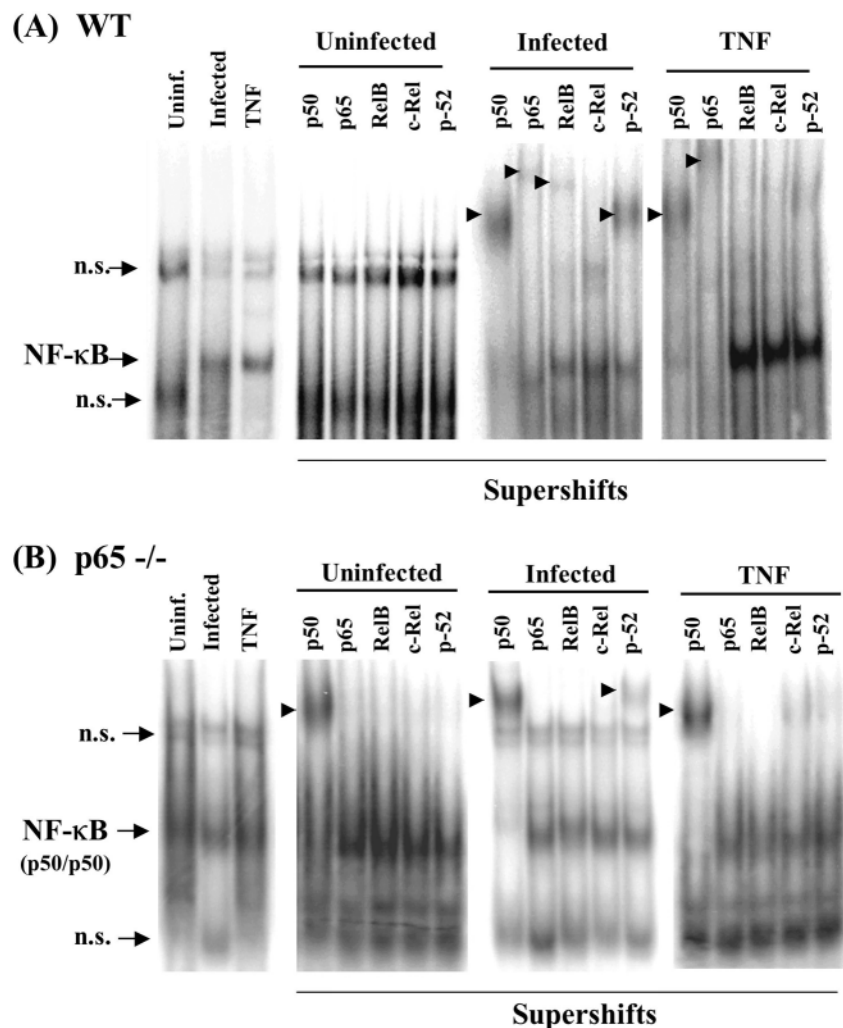 (A) WT
Uninfected Infected TNF
Uninf. Infected TNF p50 p65 RelB c-Rel p-52 p50 p65 RelB c-Rel p-52 p50 p65 RelB c-Rel p-52
n.s.
NF-κB
n.s.
Supershifts
(B) p65 -/-
Uninfected Infected TNF
Uninf. Infected TNF p50 p65 RelB c-Rel p-52 p50 p65 RelB c-Rel p-52 p50 p65 RelB c-Rel p-52
n.s.
NF-κB
(p50/p50)
n.s.
Supershifts